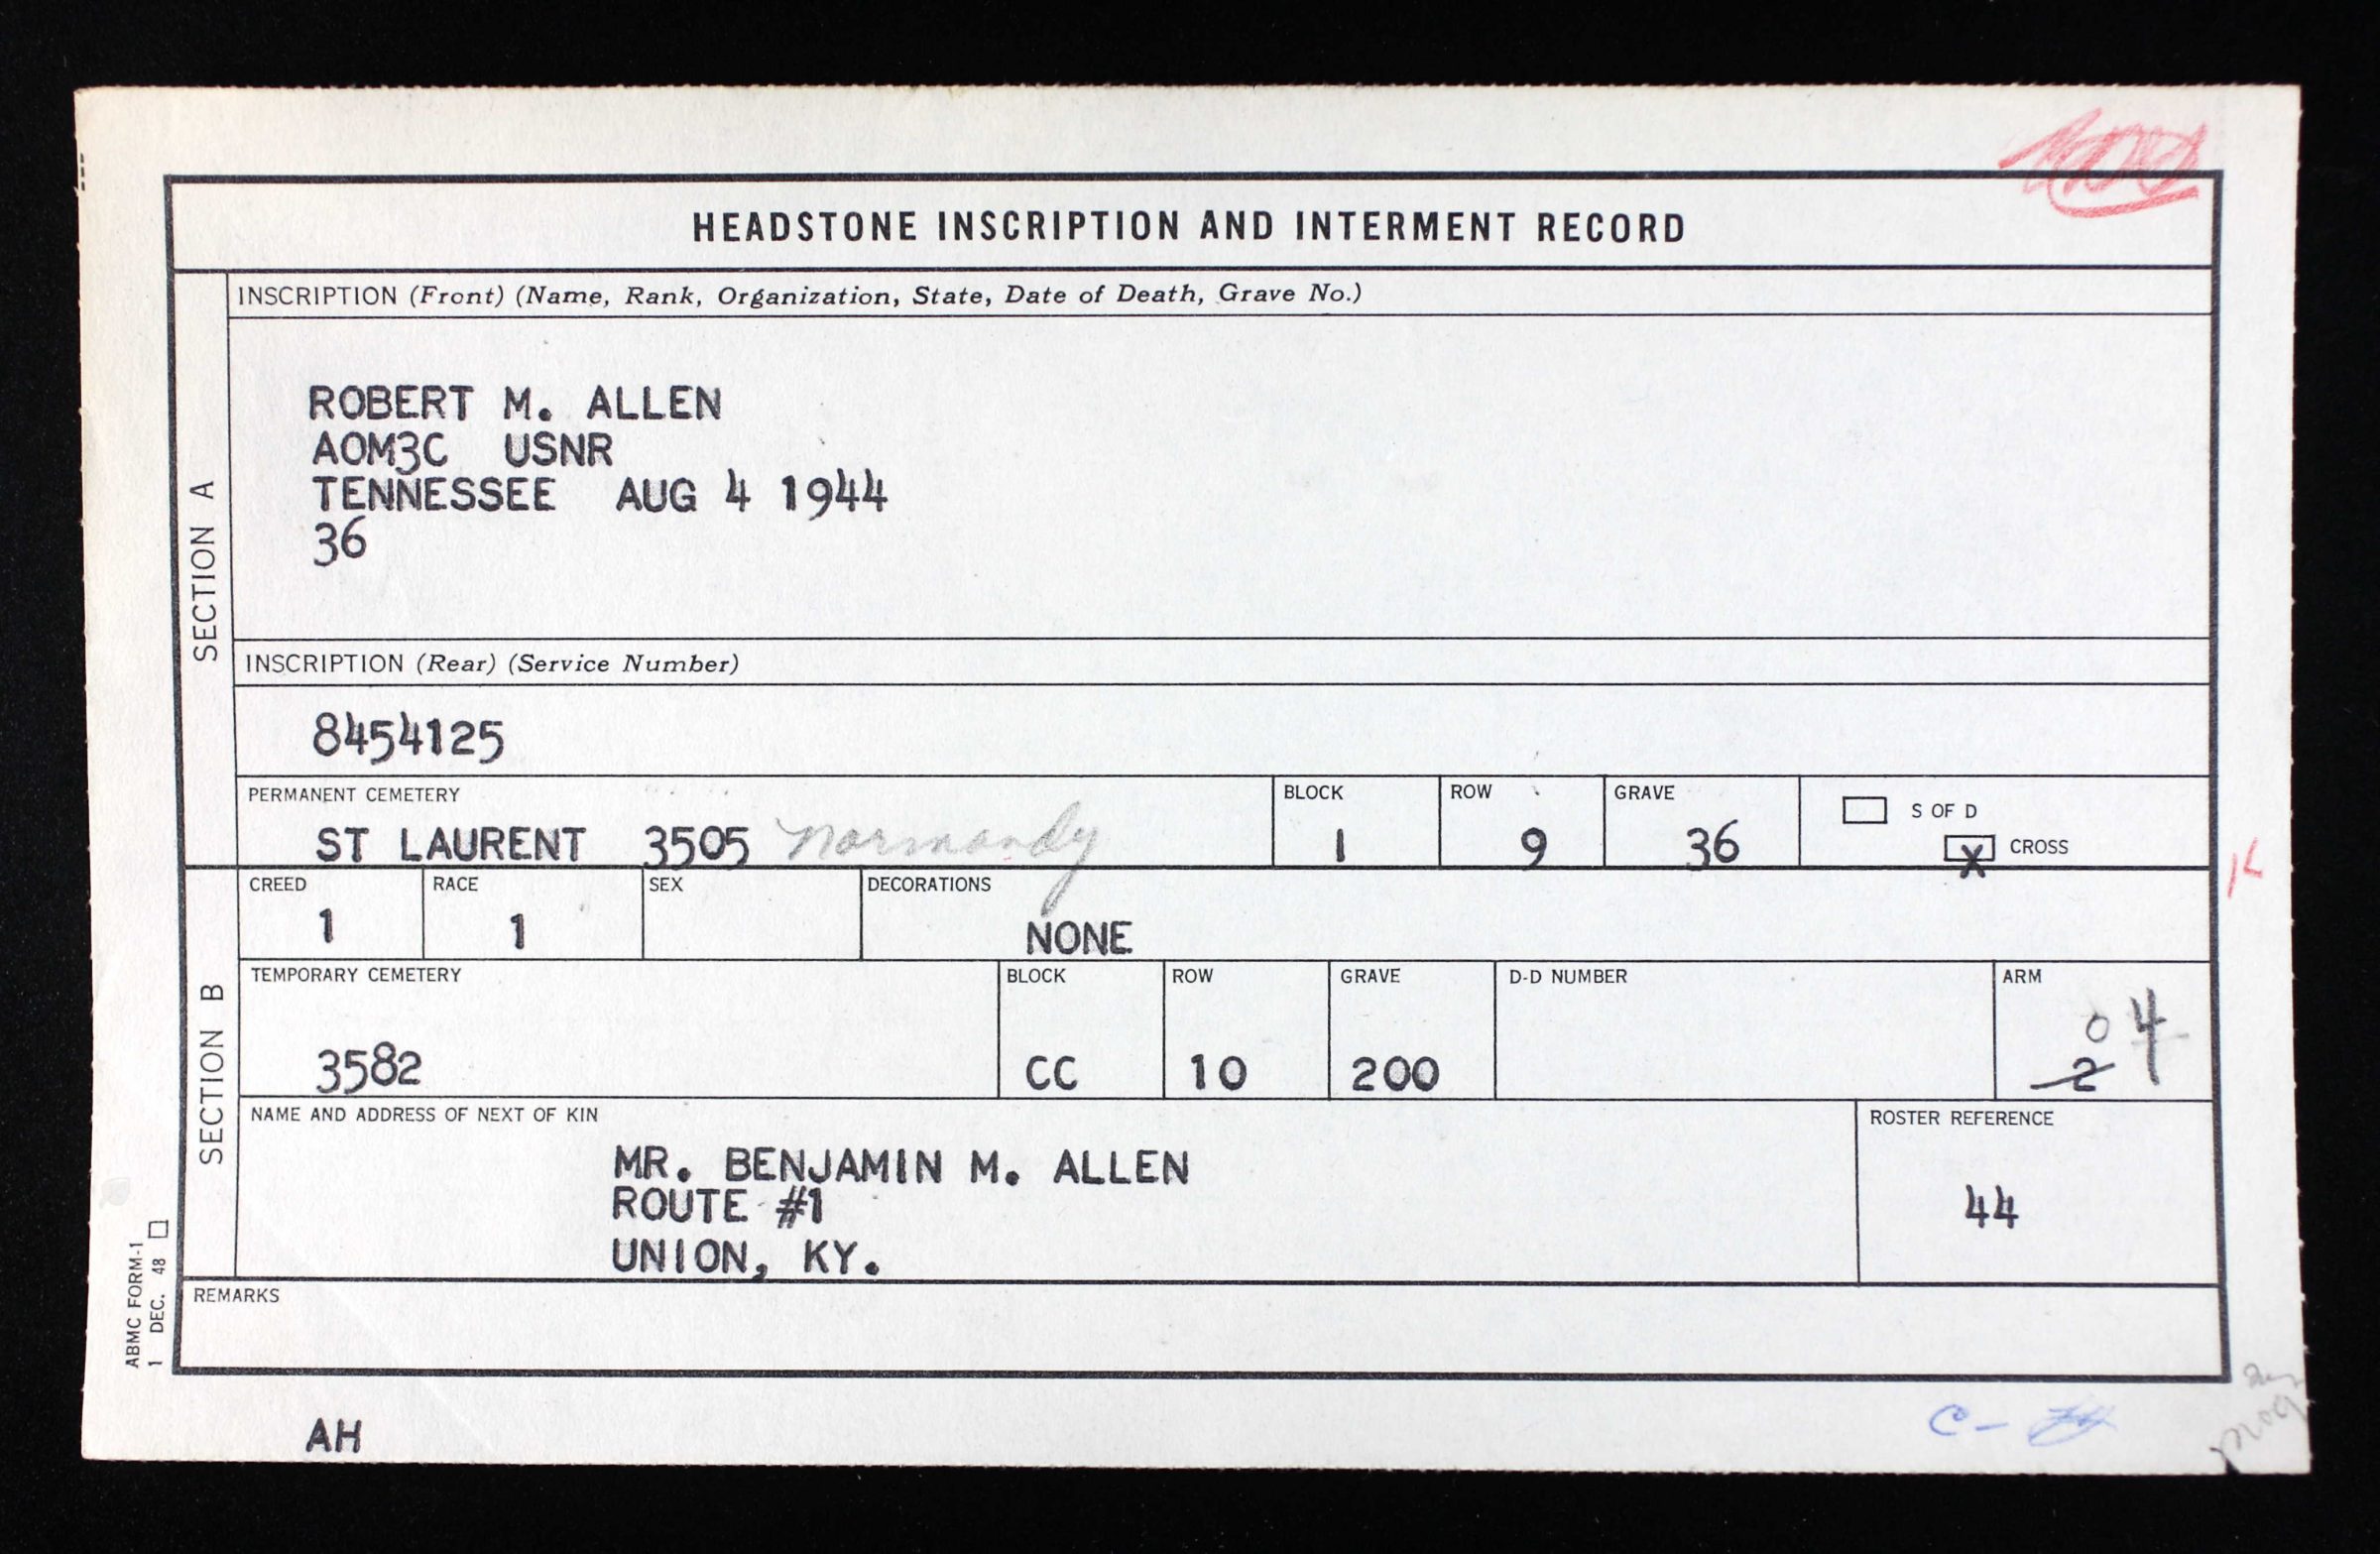 HEADSTONE INSCRIPTION AND INTERMENT RECORD
SECTION A
INSCRIPTION (Front) (Name, Rank, Organization, State, Date of Death, Grave No.)
ROBERT M. ALLEN
AOM3C USNR
TENNESSEE AUG 4 1944
36
INSCRIPTION (Rear) (Service Number)
8454125
PERMANENT CEMETERY
ST LAURENT 3505 Normandy
BLOCK
1
ROW
9
GRAVE
36
S OF D
X CROSS
K
SECTION B
CREED
1
RACE
1
SEX
DECORATIONS
NONE
TEMPORARY CEMETERY
3582
BLOCK
CC
ROW
10
GRAVE
200
D-D NUMBER
ARM
04
2
NAME AND ADDRESS OF NEXT OF KIN
MR. BENJAMIN M. ALLEN
ROUTE #1
UNION, KY.
ROSTER REFERENCE
44
REMARKS
ABMC FORM-1
1 DEC. 48
AH
C-